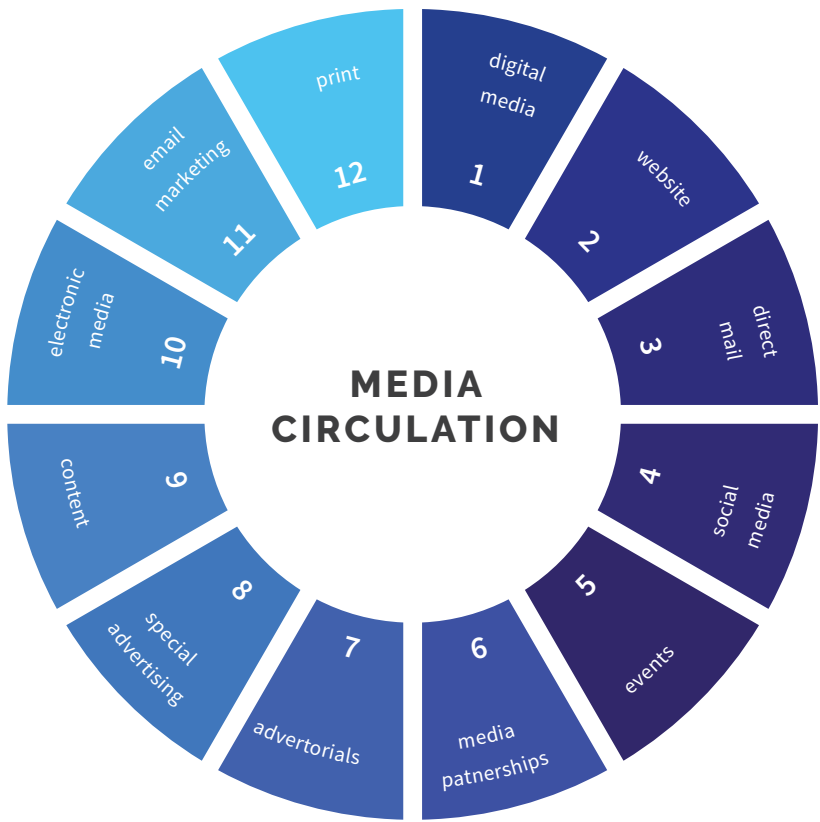 MEDIA
CIRCULATION
digital
media
1
website
2
direct
mail
3
social
media
4
events
5
6
media
patnerships
7
advertorials
8
special
advertising
content
9
electronic
media
10
email
marketing
11
print
12